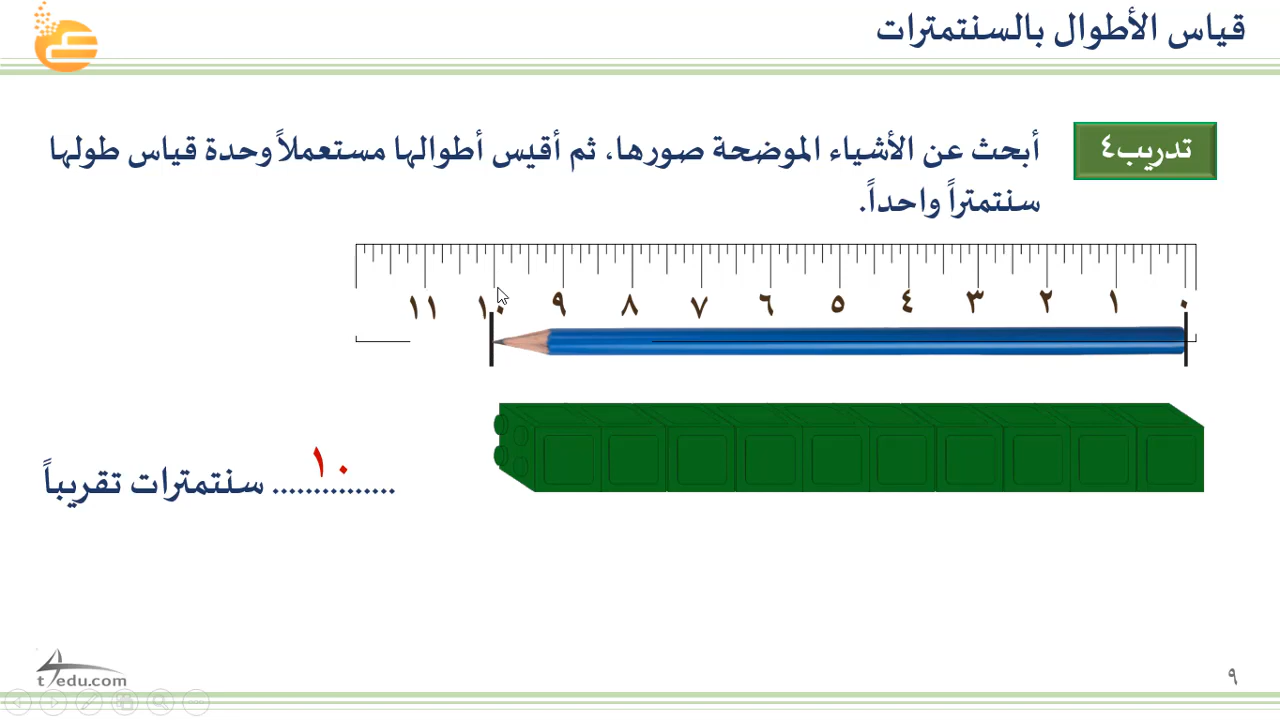 قياس الأطوال بالسنتمترات
تدريب٤
أبحث عن الأشياء الموضحة صورها، ثم أقيس أطوالها مستعملاً وحدة قياس طولها
سنتمتراً واحداً.
٠ ١ ٢ ٣ ٤ ٥ ٦ ٧ ٨ ٩ ١٠ ١١
١٠
............... سنتمترات تقريباً
t4edu.com
٩